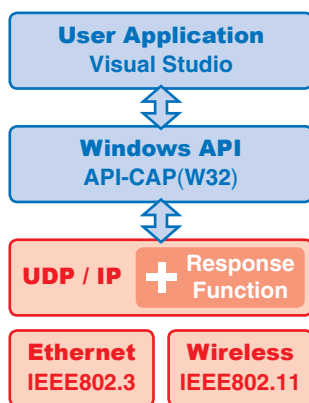 User Application
Visual Studio
Windows API
API-CAP(W32)
UDP / IP
Response
Function
Ethernet
IEEE802.3
Wireless
IEEE802.11